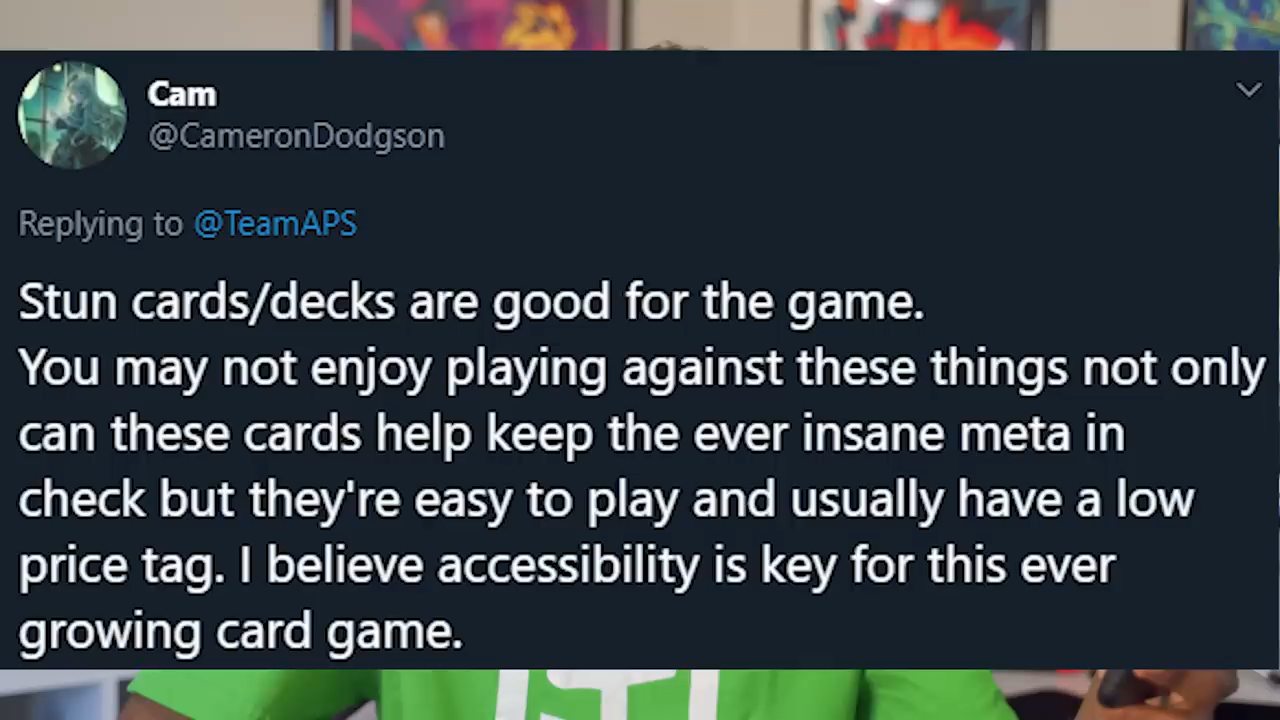 Cam
@CameronDodgson
Replying to @TeamAPS
Stun cards/decks are good for the game.
You may not enjoy playing against these things not only
can these cards help keep the ever insane meta in
check but they're easy to play and usually have a low
price tag. I believe accessibility is key for this ever
growing card game.